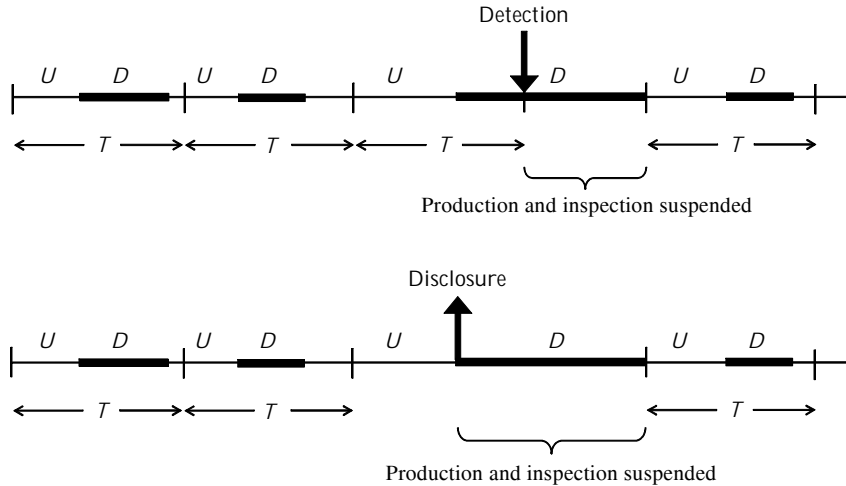 Detection
U D U D U D U D
T T T T
Production and inspection suspended
Disclosure
U D U D U D U D
T T T
Production and inspection suspended